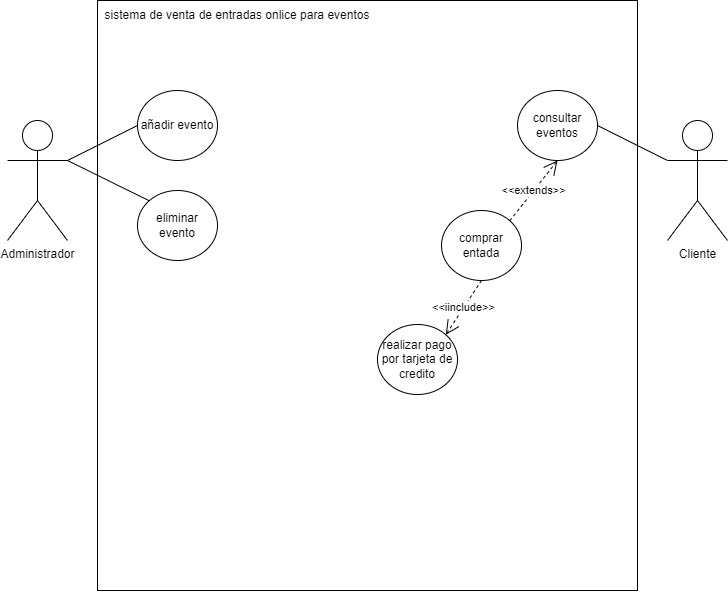 sistema de venta de entradas onlice para eventos
añadir evento
consultar
eventos
<<extends>>
eliminar
evento
comprar
entada
Administrador
Cliente
<<iinclude>>
realizar pago
por tarjeta de
credito